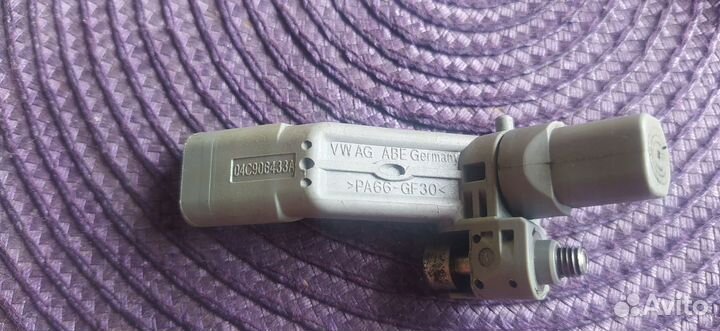 04C906433A
VW AG ABE Germany
>PA66-GF30<
Avito